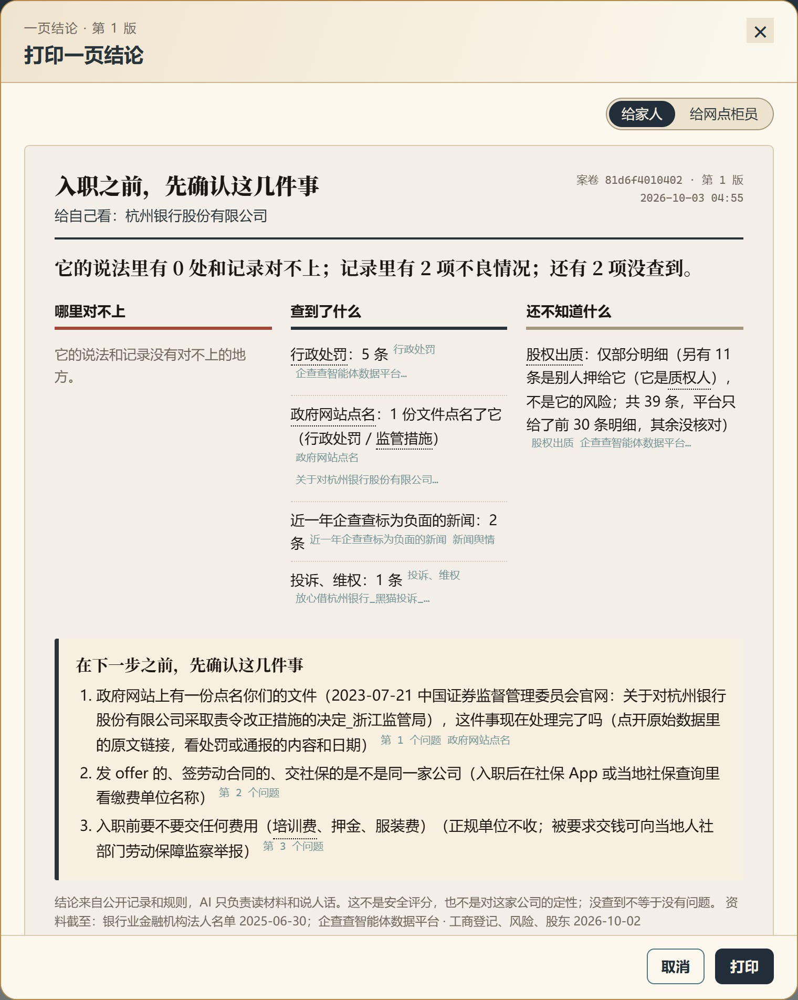 一页结论 · 第 1 版
打印一页结论
×
给家人
给网点柜员
入职之前，先确认这几件事
案卷 81d6f4010402 · 第 1 版
2026-10-03 04:55
给自己看：杭州银行股份有限公司
它的说法里有 0 处和记录对不上；记录里有 2 项不良情况；还有 2 项没查到。
哪里对不上
它的说法和记录没有对不上的地
方。
查到了什么
行政处罚：5 条 行政处罚
企查查智能体数据平台…
政府网站点名：1 份文件点名了它
（行政处罚 / 监管措施）
政府网站点名
关于对杭州银行股份有限公司…
近一年企查查标为负面的新闻：2
条 近一年企查查标为负面的新闻 新闻舆情
投诉、维权：1 条 投诉、维权
放心借杭州银行_黑猫投诉_…
还不知道什么
股权出质：仅部分明细（另有 11
条是别人押给它（它是质权人），
不是它的风险；共 39 条，平台只
给了前 30 条明细，其余没核对）
股权出质 企查查智能体数据平台…
在下一步之前，先确认这几件事
1. 政府网站上有一份点名你们的文件（2023-07-21 中国证券监督管理委员会官网：关于对杭州银行
股份有限公司采取责令改正措施的决定_浙江监管局），这件事现在处理完了吗（点开原始数据里
的原文链接，看处罚或通报的内容和日期） 第 1 个问题 政府网站点名
2. 发 offer 的、签劳动合同的、交社保的是不是同一家公司（入职后在社保 App 或当地社保查询里
看缴费单位名称） 第 2 个问题
3. 入职前要不要交任何费用（培训费、押金、服装费）（正规单位不收；被要求交钱可向当地人社
部门劳动保障监察举报） 第 3 个问题
结论来自公开记录和规则，AI 只负责读材料和说人话。这不是安全评分，也不是对这家公司的定性；没查到不等于没有问题。 资
料截至：银行业金融机构法人名单 2025-06-30；企查查智能体数据平台 · 工商登记、风险、股东 2026-10-02
取消
打印